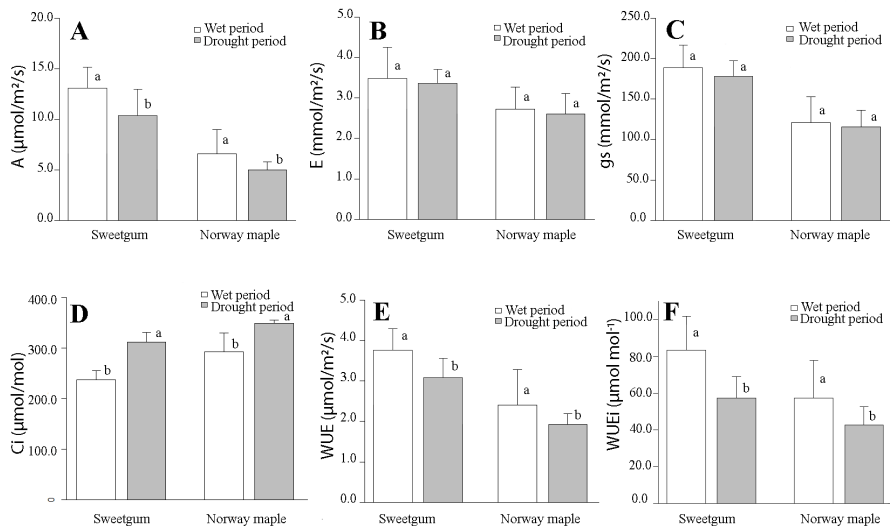 A
Wet period
Drought period
A (µmol/m²/s)
20.0
15.0
10.0
5.0
0.0
a
b
a
b
Sweetgum
Norway maple
B
Wet period
Drought period
E (mmol/m²/s)
5.0
4.0
3.0
2.0
1.0
0.0
a
a
a
a
Sweetgum
Norway maple
C
Wet period
Drought period
gs (mmol/m²/s)
250.0
200.0
150.0
100.0
50.0
0.0
a
a
a
a
Sweetgum
Norway maple
D
Wet period
Drought period
Ci (µmol/mol)
400.0
300.0
200.0
100.0
0
b
a
b
a
Sweetgum
Norway maple
E
Wet period
Drought period
WUE (µmol/m²/s)
5.0
4.0
3.0
2.0
1.0
0.0
a
b
a
b
Sweetgum
Norway maple
F
Wet period
Drought period
WUEi (µmol mol⁻¹)
100.0
80.0
60.0
40.0
20.0
0.0
a
b
a
b
Sweetgum
Norway maple